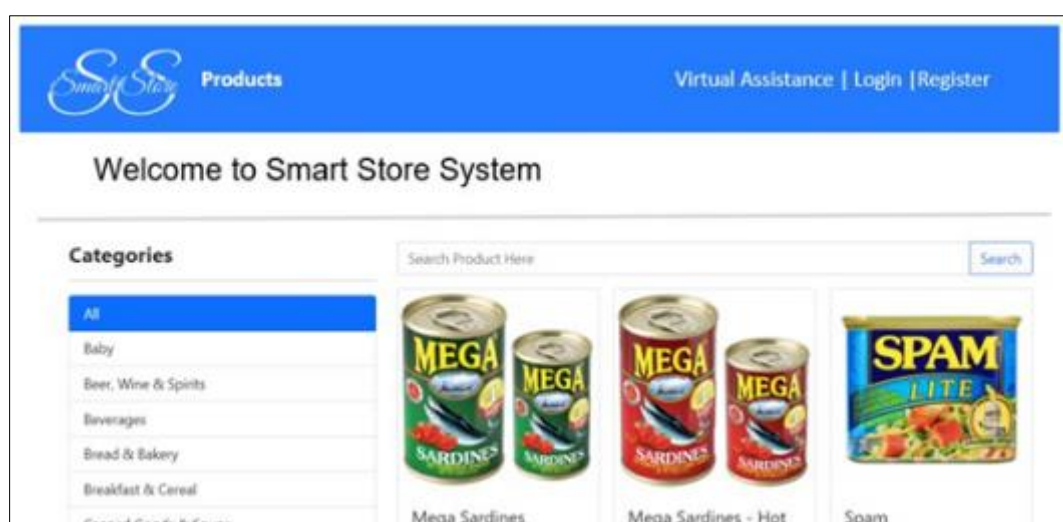 Smart Store
Products
Virtual Assistance | Login |Register
Welcome to Smart Store System
Categories
Search Product Here
Search
All
Baby
Beer, Wine & Spirits
Beverages
Bread & Bakery
Breakfast & Cereal
MEGA
SARDINES
MEGA
SARDINES
MEGA
SARDINES
MEGA
SARDINES
SPAM
LITE
Mega Sardines
Mega Sardines - Hot
Spam